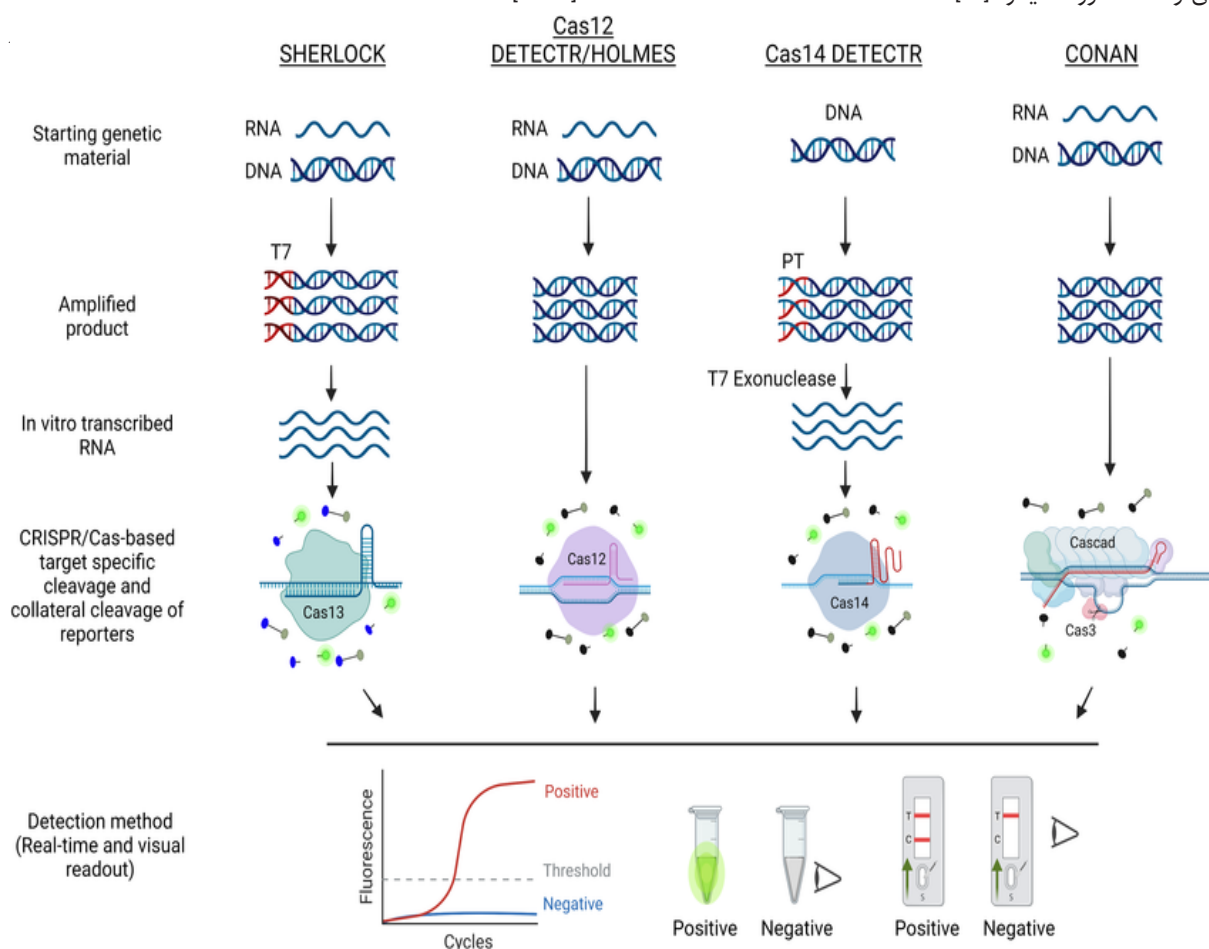 SHERLOCK
Cas12
DETECTR/HOLMES
Cas14 DETECTR
CONAN
Starting genetic
material
RNA
DNA
RNA
DNA
DNA
RNA
DNA
Amplified
product
T7
PT
T7 Exonuclease
In vitro transcribed
RNA
CRISPR/Cas-based
target specific
cleavage and
collateral cleavage of
reporters
Cas13
Cas12
Cas14
Cascad
Cas3
Detection method
(Real-time and visual
readout)
Fluorescence
Positive
Threshold
Negative
Cycles
Positive
Negative
T
C
S
Positive
T
C
S
Negative